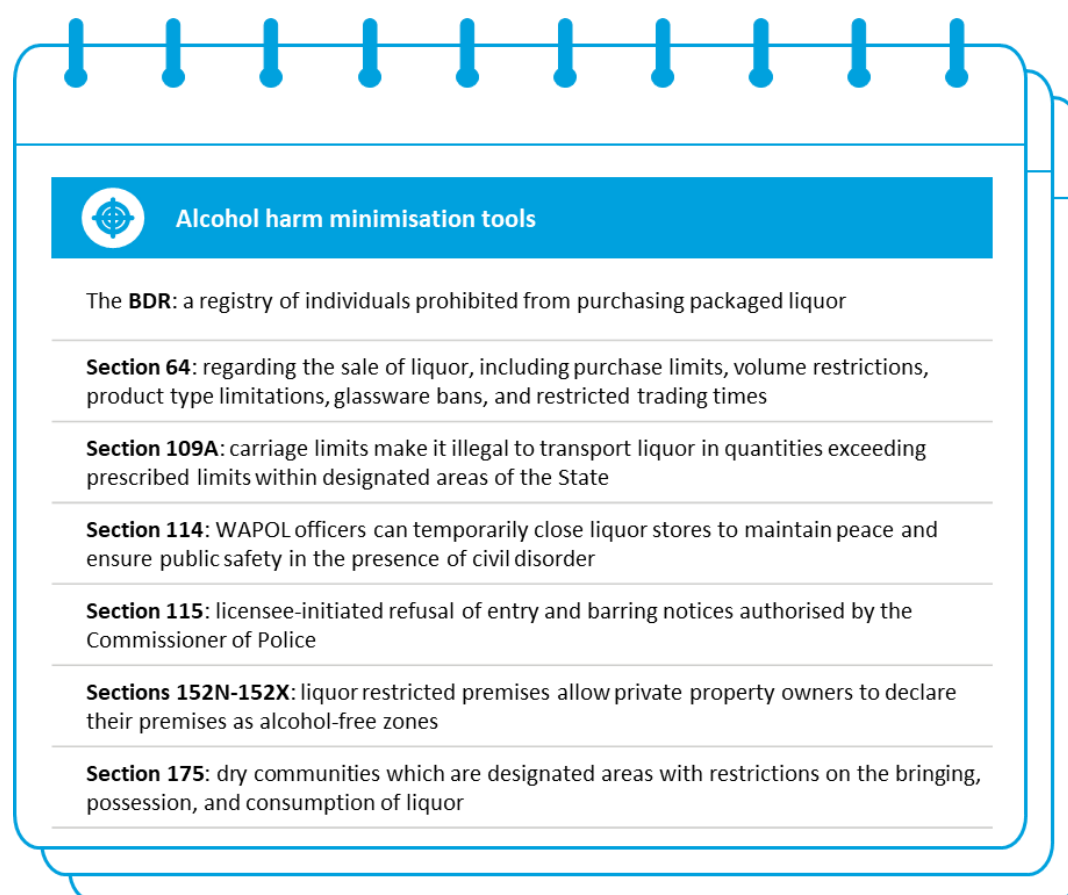 Alcohol harm minimisation tools
The BDR: a registry of individuals prohibited from purchasing packaged liquor
Section 64: regarding the sale of liquor, including purchase limits, volume restrictions,
product type limitations, glassware bans, and restricted trading times
Section 109A: carriage limits make it illegal to transport liquor in quantities exceeding
prescribed limits within designated areas of the State
Section 114: WAPOL officers can temporarily close liquor stores to maintain peace and
ensure public safety in the presence of civil disorder
Section 115: licensee-initiated refusal of entry and barring notices authorised by the
Commissioner of Police
Sections 152N-152X: liquor restricted premises allow private property owners to declare
their premises as alcohol-free zones
Section 175: dry communities which are designated areas with restrictions on the bringing,
possession, and consumption of liquor